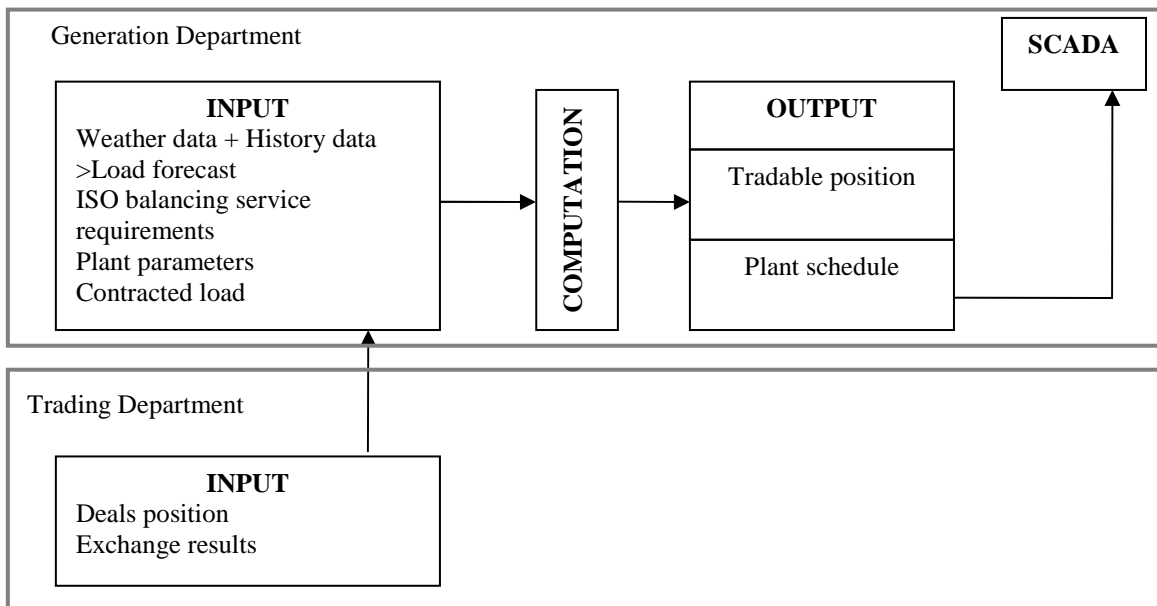 Generation Department
SCADA
INPUT
Weather data + History data
>Load forecast
ISO balancing service
requirements
Plant parameters
Contracted load
COMPUTATION
OUTPUT
Tradable position
Plant schedule
Trading Department
INPUT
Deals position
Exchange results